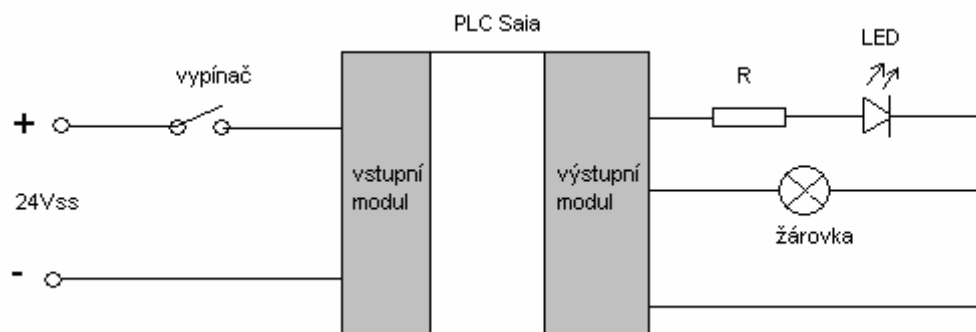 PLC Saia
LED
vypínač
R
+
vstupní
modul
výstupní
modul
24Vss
žárovka
-